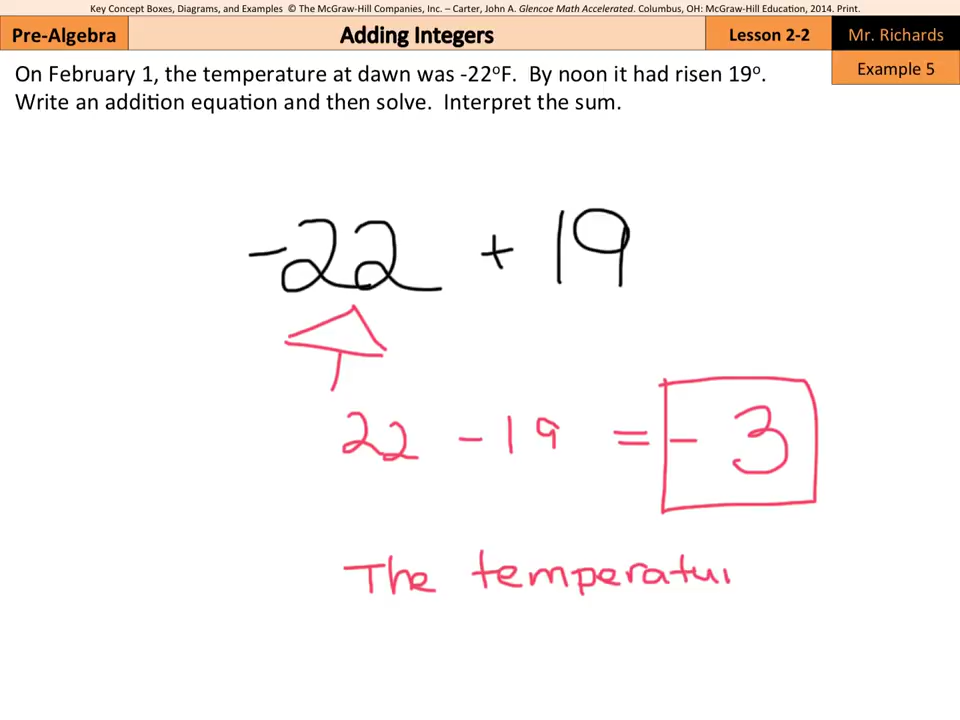 Key Concept Boxes, Diagrams, and Examples © The McGraw-Hill Companies, Inc. – Carter, John A. Glencoe Math Accelerated. Columbus, OH: McGraw-Hill Education, 2014. Print.
Pre-Algebra Adding Integers Lesson 2-2 Mr. Richards
Example 5
On February 1, the temperature at dawn was -22°F. By noon it had risen 19°.
Write an addition equation and then solve. Interpret the sum.
-22 + 19
22 - 19 = - 3
The temperatur